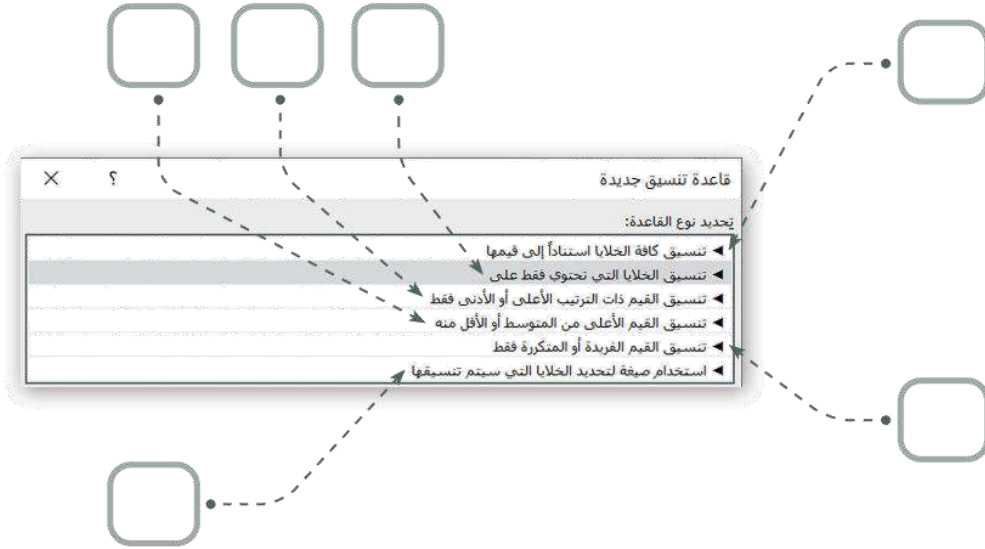 قاعدة تنسيق جديدة ؟
تحديد نوع القاعدة:
◄ تنسيق كافة الخلايا استناداً إلى قيمها
◄ تنسيق الخلايا التي تحتوي فقط على
◄ تنسيق القيم ذات الترتيب الأعلى أو الأدنى فقط
◄ تنسيق القيم الأعلى من المتوسط أو الأقل منه
◄ تنسيق القيم الفريدة أو المتكررة فقط
◄ استخدام صيغة لتحديد الخلايا التي سيتم تنسيقها